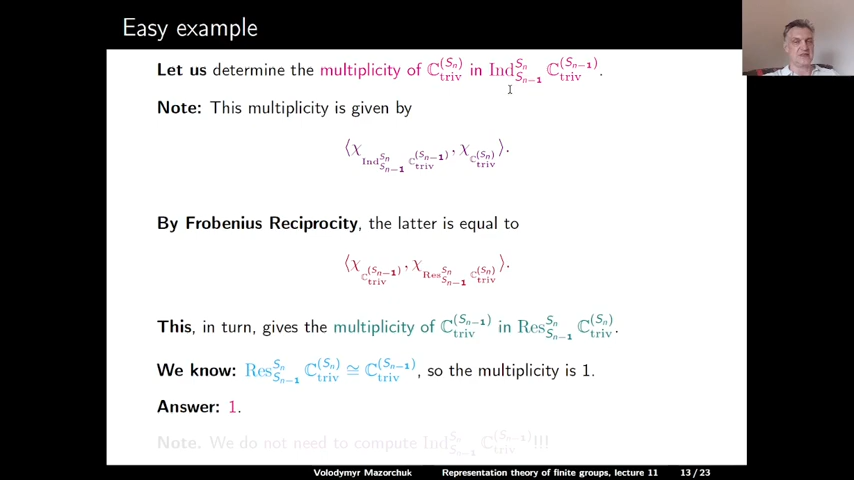 Easy example
Let us determine the multiplicity of ℂ_triv^(S_n) in Ind_{S_{n−1}}^{S_n} ℂ_triv^(S_{n−1}).
Note: This multiplicity is given by
⟨χ_{Ind_{S_{n−1}}^{S_n} ℂ_triv^(S_{n−1})}, χ_{ℂ_triv^(S_n)}⟩.
By Frobenius Reciprocity, the latter is equal to
⟨χ_{ℂ_triv^(S_{n−1})}, χ_{Res_{S_{n−1}}^{S_n} ℂ_triv^(S_n)}⟩.
This, in turn, gives the multiplicity of ℂ_triv^(S_{n−1}) in Res_{S_{n−1}}^{S_n} ℂ_triv^(S_n).
We know: Res_{S_{n−1}}^{S_n} ℂ_triv^(S_n) ≅ ℂ_triv^(S_{n−1}), so the multiplicity is 1.
Answer: 1.
Note. We do not need to compute Ind_{S_{n−1}}^{S_n} ℂ_triv^(S_{n−1})!!!
Volodymyr Mazorchuk Representation theory of finite groups, lecture 11 13/23